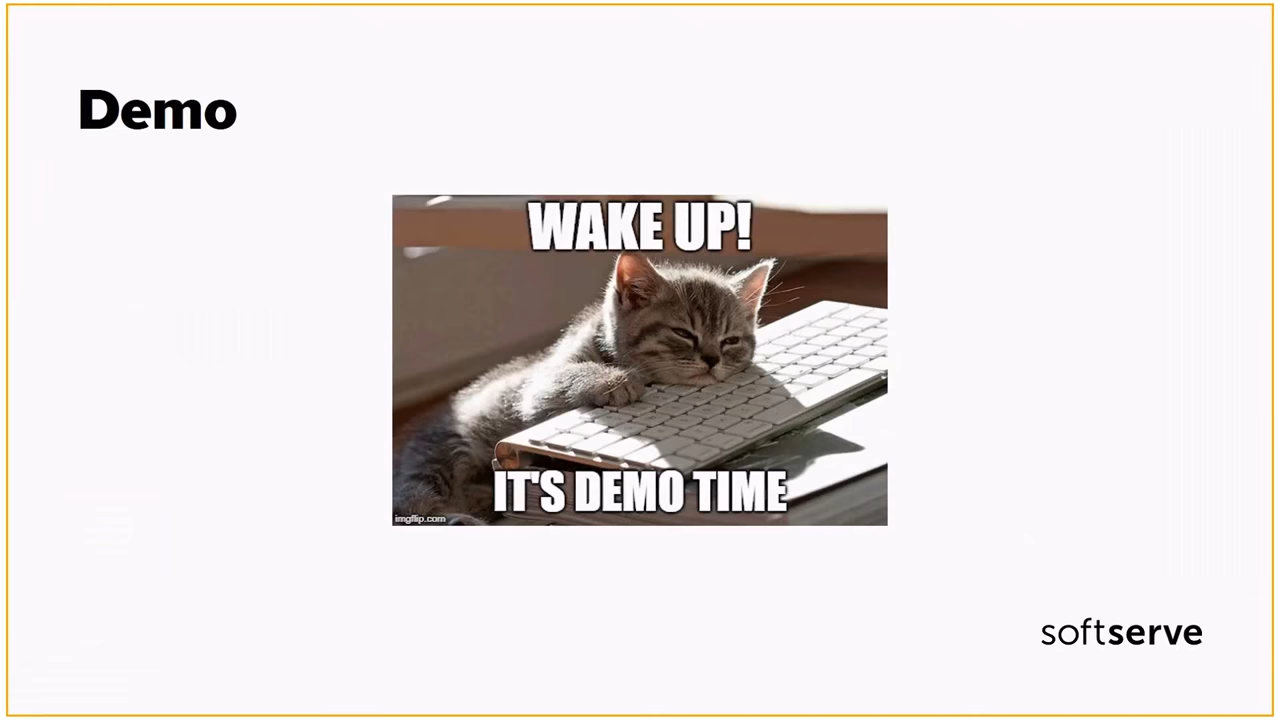 Demo
WAKE UP!
IT'S DEMO TIME
imgflip.com
softserve